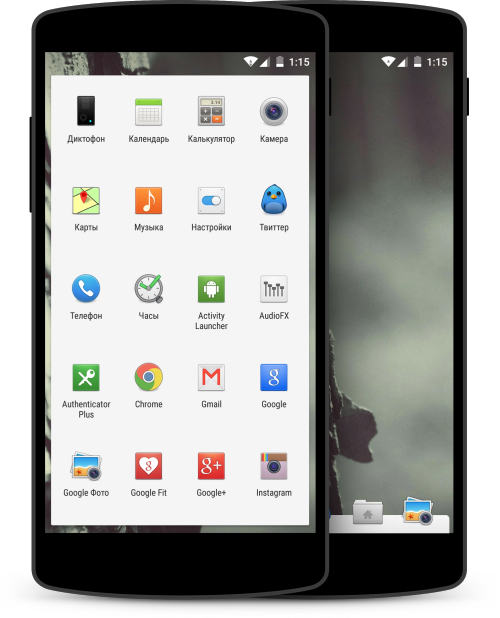 1:15
1:15
Диктофон
Календарь
Калькулятор
Камера
Карты
Музыка
Настройки
Твиттер
Телефон
Часы
Activity
Launcher
AudioFX
Authenticator
Plus
Chrome
Gmail
Google
Google Фото
Google Fit
Google+
Instagram